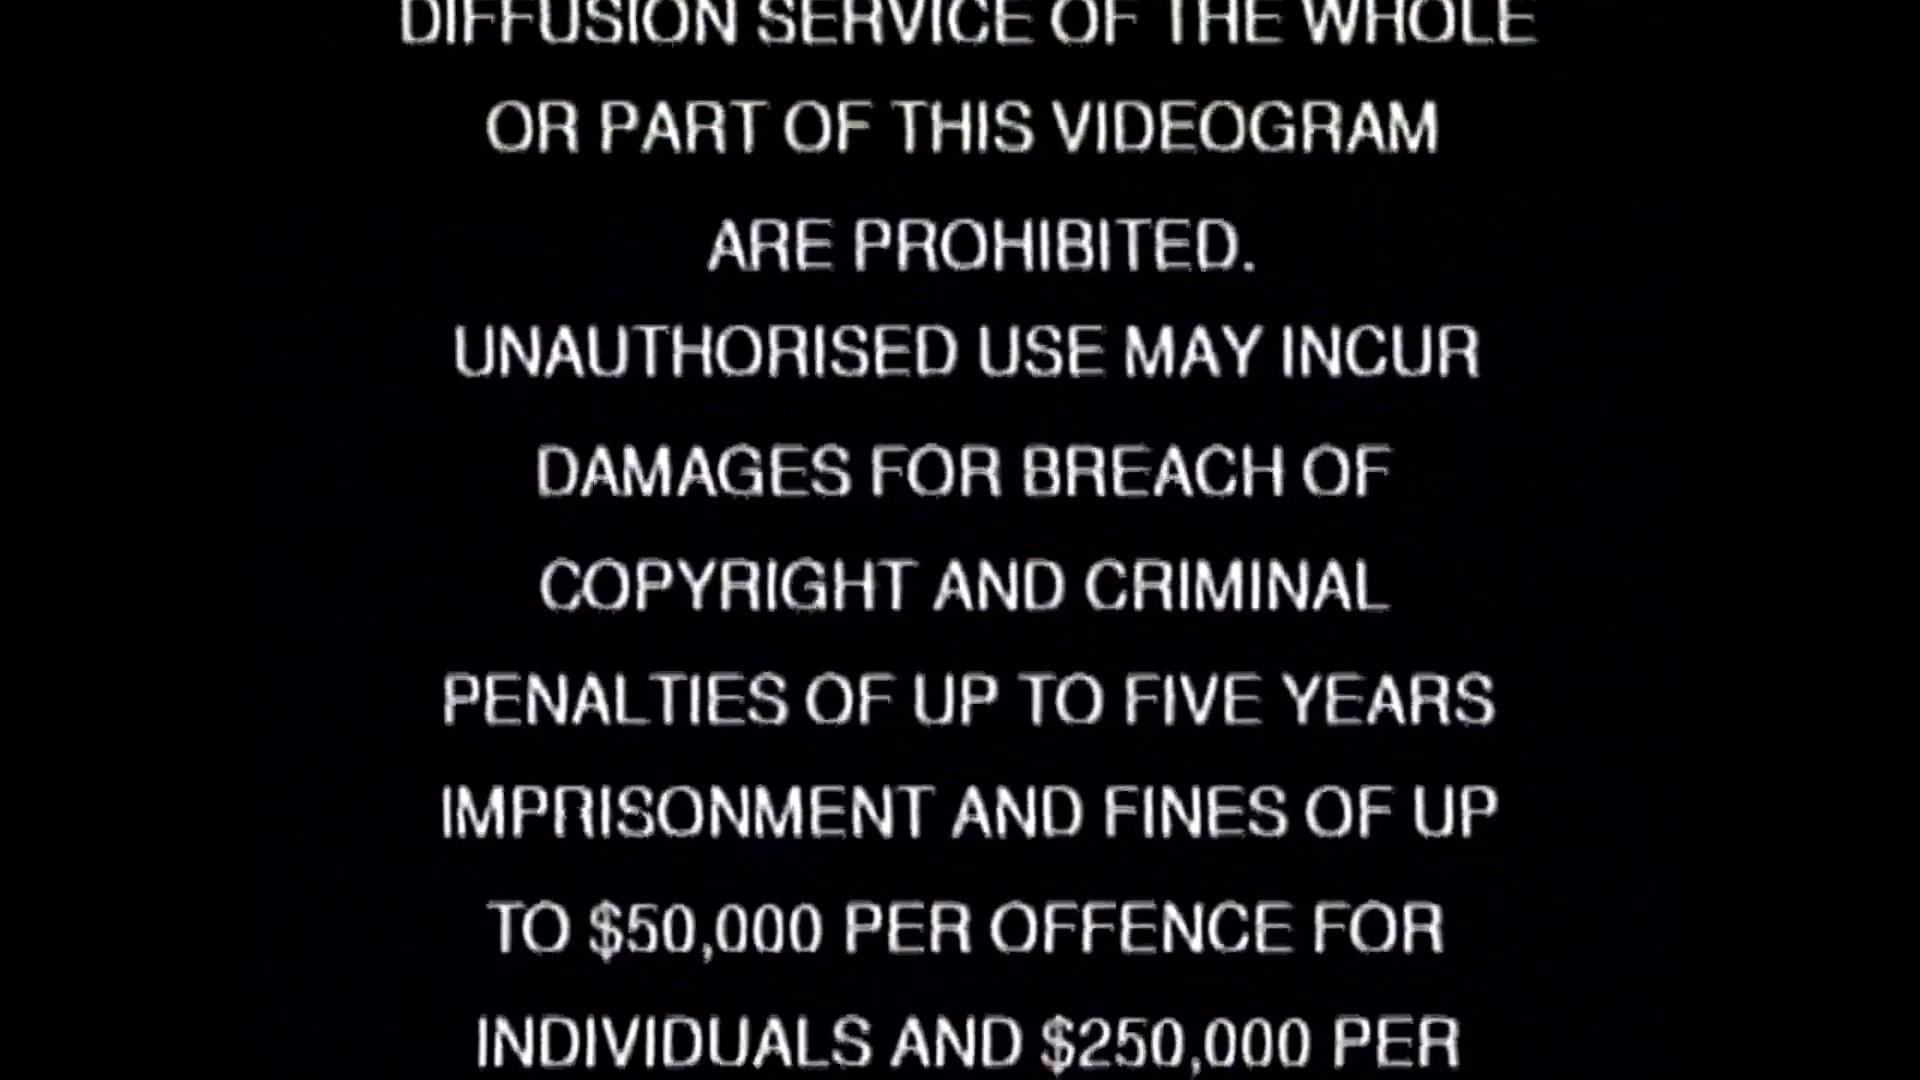 DIFFUSION SERVICE OF THE WHOLE
OR PART OF THIS VIDEOGRAM
ARE PROHIBITED.
UNAUTHORISED USE MAY INCUR
DAMAGES FOR BREACH OF
COPYRIGHT AND CRIMINAL
PENALTIES OF UP TO FIVE YEARS
IMPRISONMENT AND FINES OF UP
TO $50,000 PER OFFENCE FOR
INDIVIDUALS AND $250,000 PER